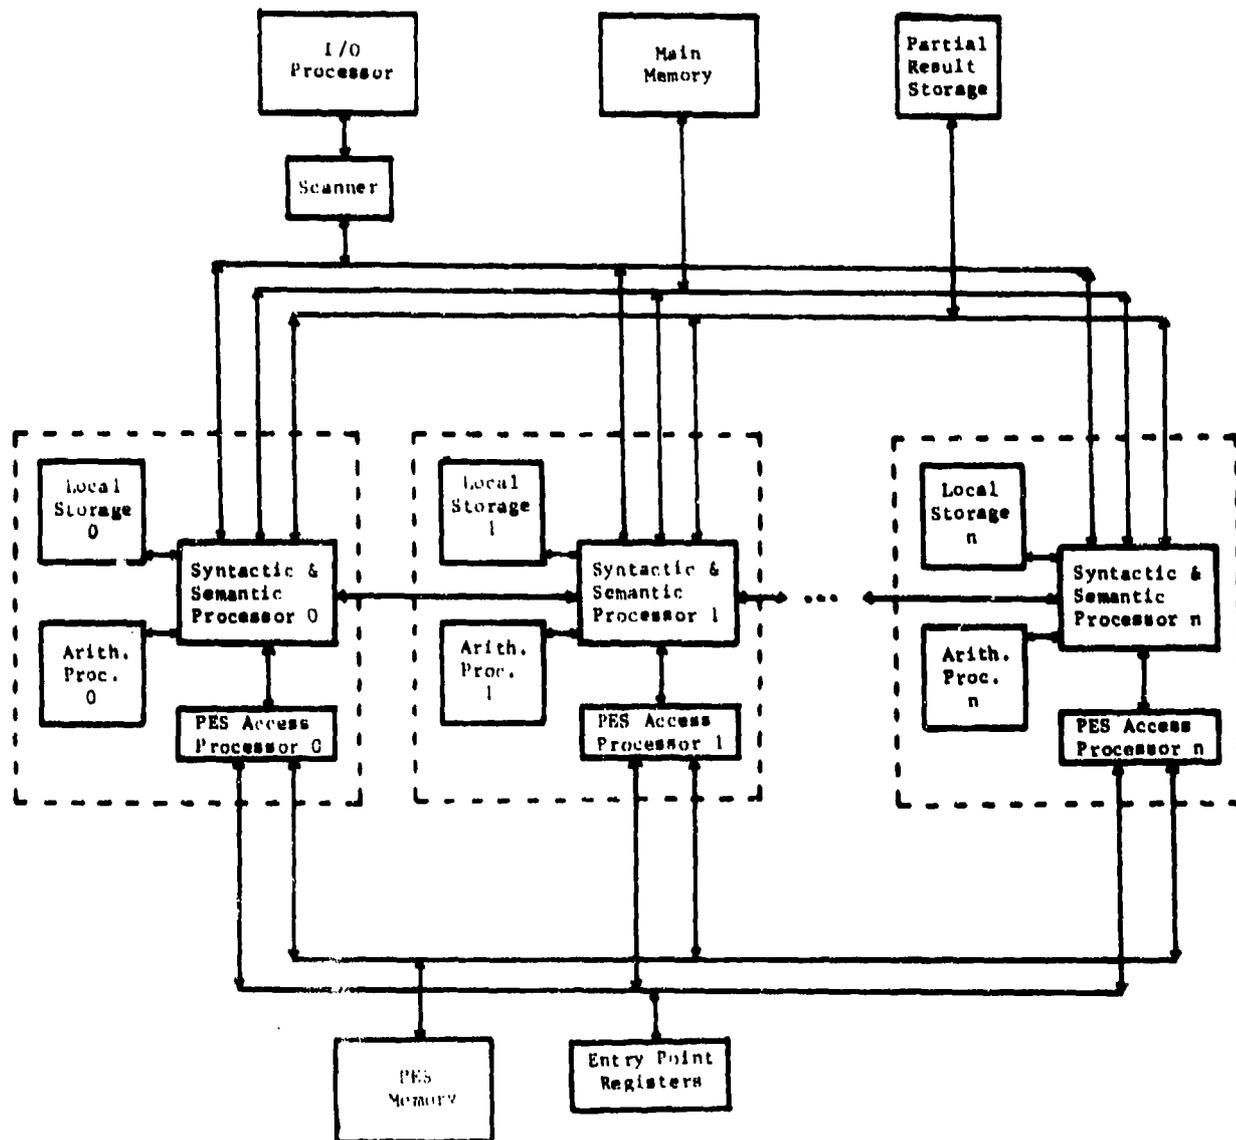 I/O
Processor
Main
Memory
Partial
Result
Storage
Scanner
Local
Storage
0
Local
Storage
1
Local
Storage
n
Syntactic &
Semantic
Processor 0
Syntactic &
Semantic
Processor 1
...
Syntactic &
Semantic
Processor n
Arith.
Proc.
0
Arith.
Proc.
1
Arith.
Proc.
n
PES Access
Processor 0
PES Access
Processor 1
PES Access
Processor n
PES
Memory
Entry Point
Registers